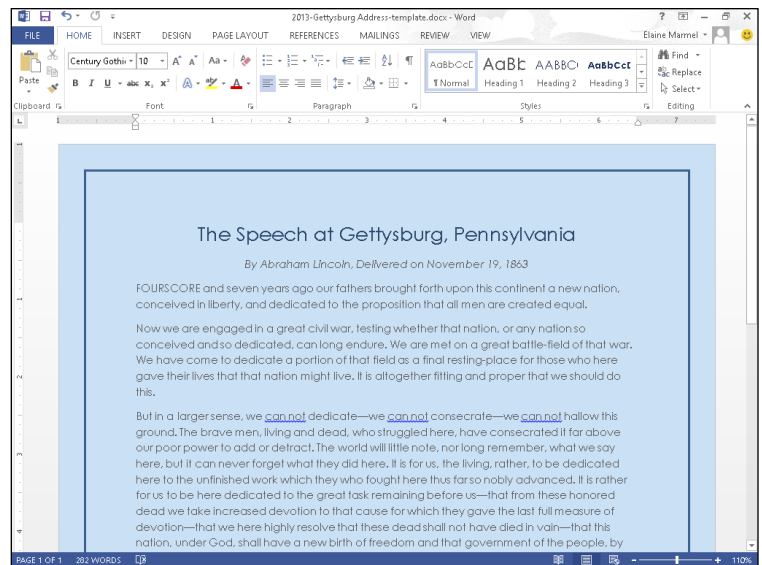 2013-Gettysburg Address-template.docx - Word
FILE HOME INSERT DESIGN PAGE LAYOUT REFERENCES MAILINGS REVIEW VIEW Elaine Marmel
Century Gothi 10 Aa
Paste
B I U abc x₂ x² A A
AaBbCcD AaBb AABBC AaBbCcD
¶ Normal Heading 1 Heading 2 Heading 3
Find
Replace
Select
Clipboard Font Paragraph Styles Editing
1 1 2 3 4 5 6 7
The Speech at Gettysburg, Pennsylvania
By Abraham Lincoln, Delivered on November 19, 1863
FOURSCORE and seven years ago our fathers brought forth upon this continent a new nation,
conceived in liberty, and dedicated to the proposition that all men are created equal.
Now we are engaged in a great civil war, testing whether that nation, or any nation so
conceived and so dedicated, can long endure. We are met on a great battle-field of that war.
We have come to dedicate a portion of that field as a final resting-place for those who here
gave their lives that that nation might live. It is altogether fitting and proper that we should do
this.
But in a larger sense, we can not dedicate—we can not consecrate—we can not hallow this
ground. The brave men, living and dead, who struggled here, have consecrated it far above
our poor power to add or detract. The world will little note, nor long remember, what we say
here, but it can never forget what they did here. It is for us, the living, rather, to be dedicated
here to the unfinished work which they who fought here thus far so nobly advanced. It is rather
for us to be here dedicated to the great task remaining before us—that from these honored
dead we take increased devotion to that cause for which they gave the last full measure of
devotion—that we here highly resolve that these dead shall not have died in vain—that this
nation, under God, shall have a new birth of freedom and that government of the people, by
PAGE 1 OF 1 282 WORDS 110%